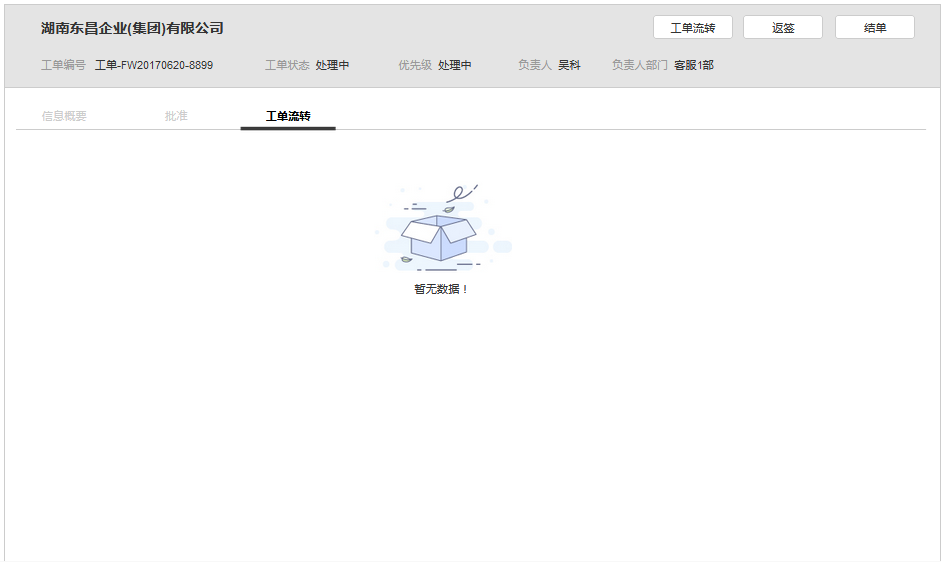 湖南东昌企业(集团)有限公司 工单流转 返签 结单
工单编号 工单-FW20170620-8899 工单状态 处理中 优先级 处理中 负责人 吴科 负责人部门 客服1部
信息概要 批准 工单流转
暂无数据！